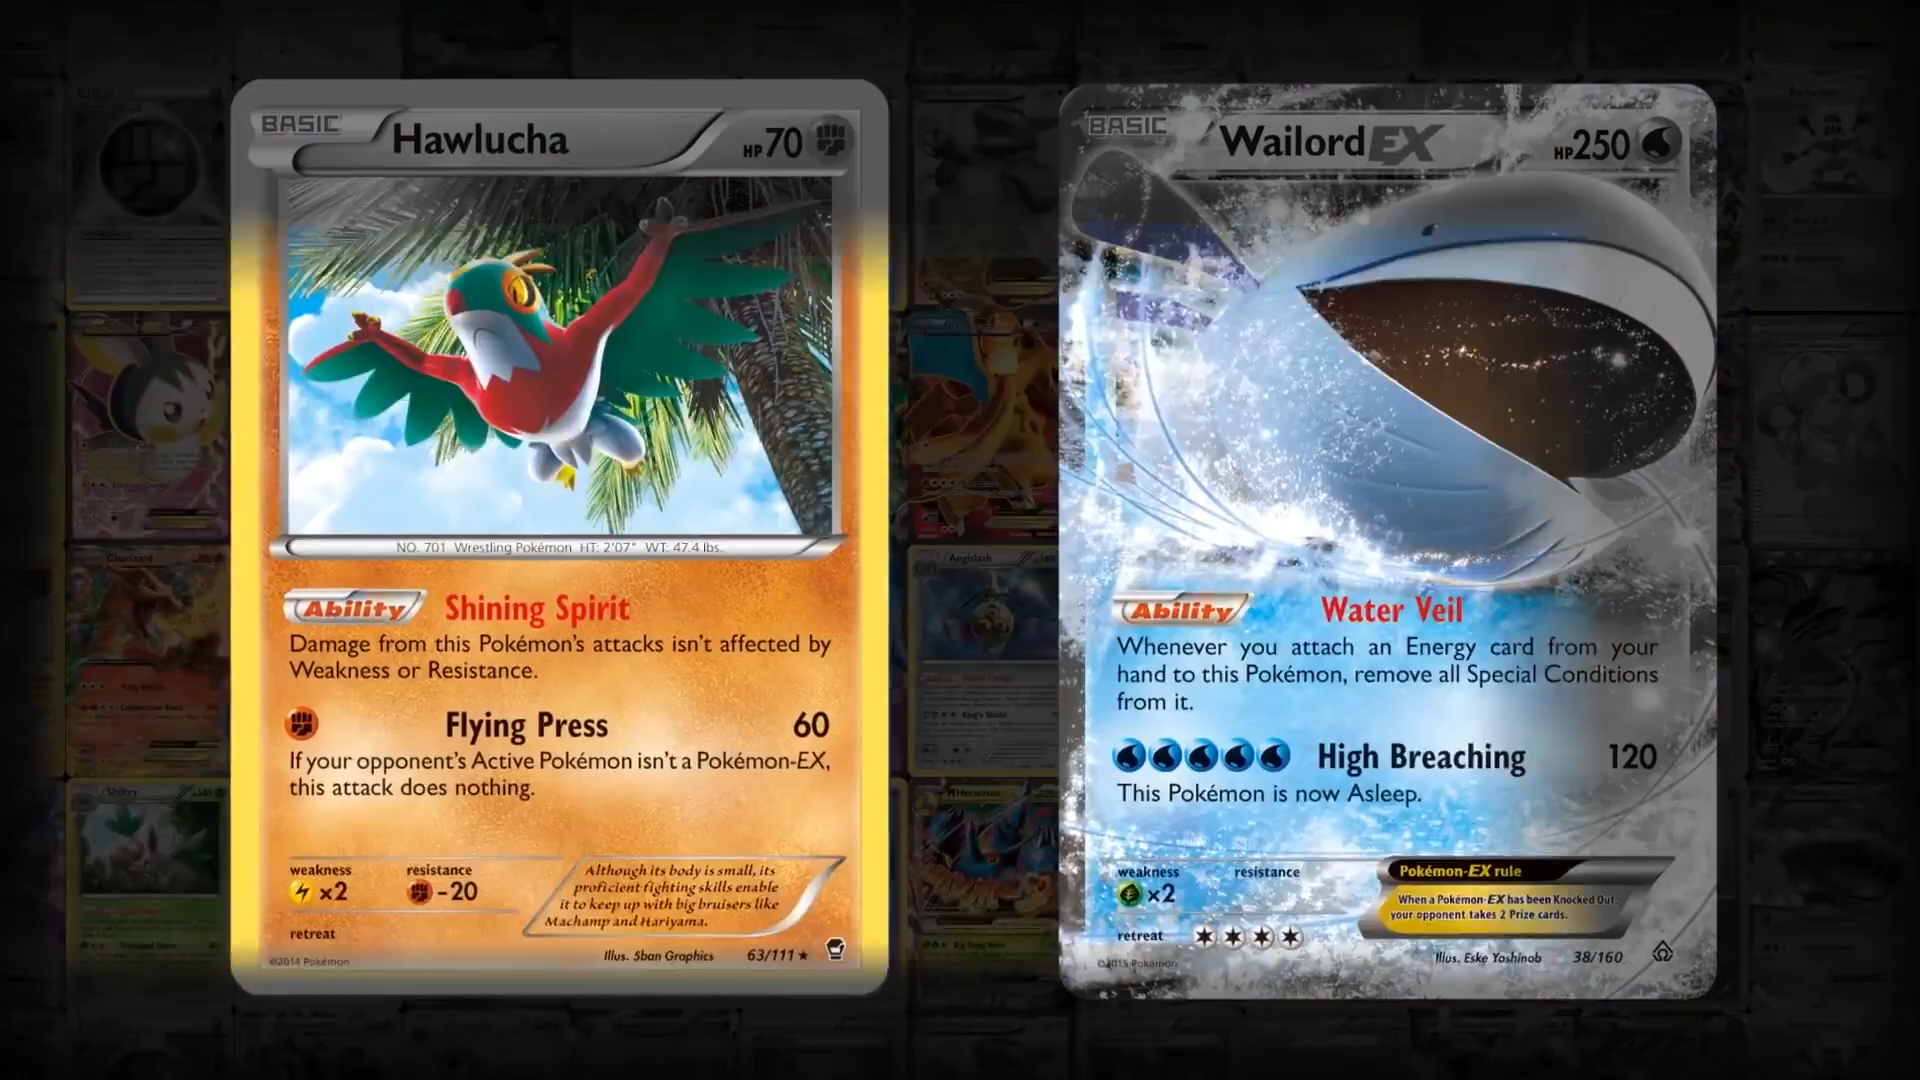 BASIC
Hawlucha
HP70
NO. 701 Wrestling Pokémon HT: 2'07" WT: 47.4 lbs.
Ability Shining Spirit
Damage from this Pokémon's attacks isn't affected by
Weakness or Resistance.
Flying Press 60
If your opponent's Active Pokémon isn't a Pokémon-EX,
this attack does nothing.
weakness resistance
×2 -20
retreat
Although its body is small, its
proficient fighting skills enable
it to keep up with big bruisers like
Machamp and Hariyama.
©2014 Pokémon
Illus. 5ban Graphics 63/111
BASIC
Wailord EX
HP250
Ability Water Veil
Whenever you attach an Energy card from your
hand to this Pokémon, remove all Special Conditions
from it.
High Breaching 120
This Pokémon is now Asleep.
weakness resistance
×2
retreat
Pokémon-EX rule
When a Pokémon-EX has been Knocked Out,
your opponent takes 2 Prize cards.
©2015 Pokémon
Illus. Eske Yoshinob 38/160
Charizard
Shiftry
Aegislash
King's Shield
M Heracross